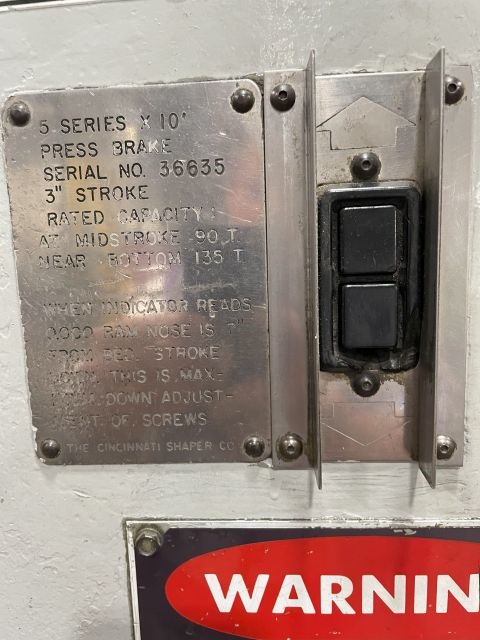 5 SERIES X 10'
PRESS BRAKE
SERIAL NO. 36635
3" STROKE
RATED CAPACITY:
AT MIDSTROKE 90 T.
NEAR BOTTOM 135 T.
WHEN INDICATOR READS
0.000 RAM NOSE IS 7"
FROM BED. STROKE
DOWN. THIS IS MAX-
IMUM DOWN ADJUST-
MENT OF SCREWS
THE CINCINNATI SHAPER CO
WARNIN